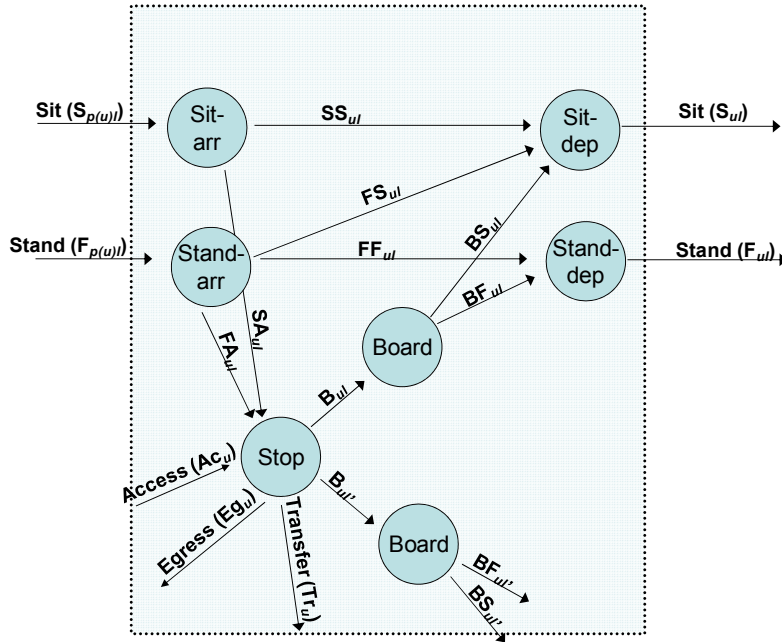 Sit (S_p(u)l)
Sit-
arr
SS_ul
Sit-
dep
Sit (S_ul)
FS_ul
BS_ul
Stand (F_p(u)l)
Stand-
arr
FF_ul
Stand-
dep
Stand (F_ul)
SA_ul
FA_ul
BF_ul
Board
B_ul
Access (Ac_u)
Stop
B_ul'
Egress (Eg_u)
Transfer (Tr_u)
Board
BF_ul'
BS_ul'